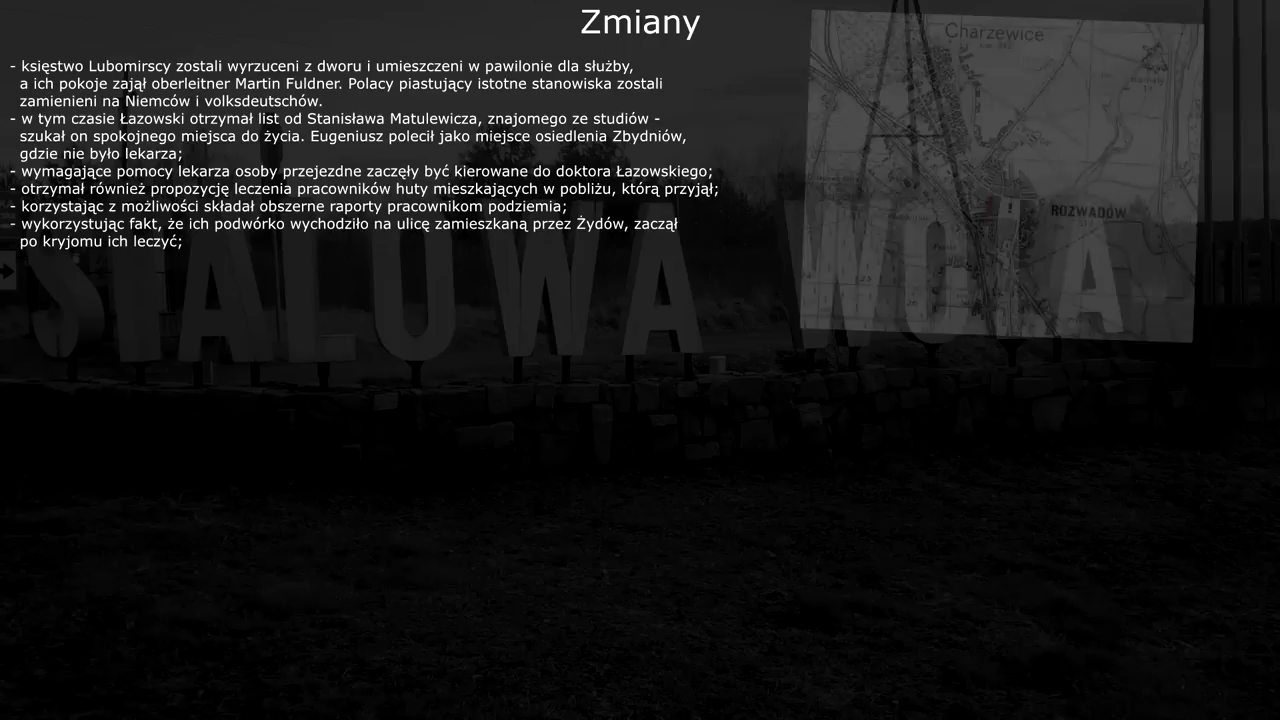 Zmiany
- księstwo Lubomirscy zostali wyrzuceni z dworu i umieszczeni w pawilonie dla służby,
a ich pokoje zajął oberleitner Martin Fuldner. Polacy piastujący istotne stanowiska zostali
zamienieni na Niemców i volksdeutschów.
- w tym czasie Łazowski otrzymał list od Stanisława Matulewicza, znajomego ze studiów -
szukał on spokojnego miejsca do życia. Eugeniusz polecił jako miejsce osiedlenia Zbydniów,
gdzie nie było lekarza;
- wymagające pomocy lekarza osoby przejezdne zaczęły być kierowane do doktora Łazowskiego;
- otrzymał również propozycję leczenia pracowników huty mieszkających w pobliżu, którą przyjął;
- korzystając z możliwości składał obszerne raporty pracownikom podziemia;
- wykorzystując fakt, że ich podwórko wychodziło na ulicę zamieszkaną przez Żydów, zaczął
po kryjomu ich leczyć;
Charzewice
ROZWADÓW
STALOWA WOLA